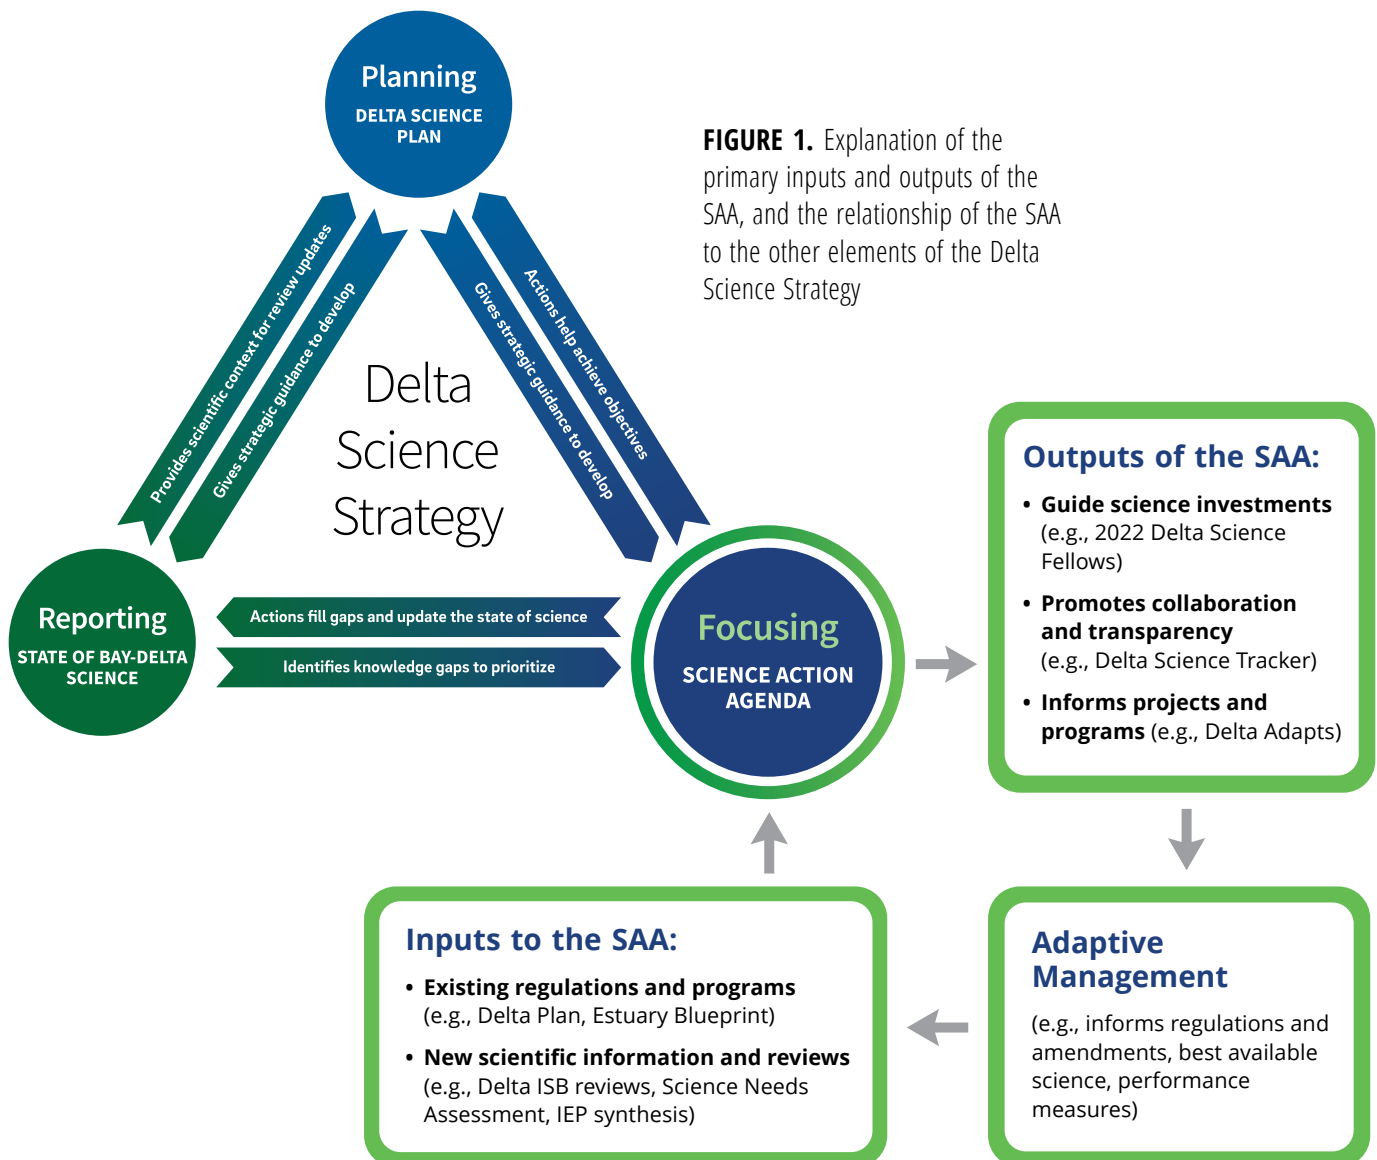 Planning
DELTA SCIENCE
PLAN
FIGURE 1. Explanation of the
primary inputs and outputs of the
SAA, and the relationship of the SAA
to the other elements of the Delta
Science Strategy
Provides scientific context for review updates
Gives strategic guidance to develop
Gives strategic guidance to develop
Actions help achieve objectives
Delta
Science
Strategy
Reporting
STATE OF BAY-DELTA
SCIENCE
Actions fill gaps and update the state of science
Identifies knowledge gaps to prioritize
Focusing
SCIENCE ACTION
AGENDA
Outputs of the SAA:
• Guide science investments
(e.g., 2022 Delta Science
Fellows)
• Promotes collaboration
and transparency
(e.g., Delta Science Tracker)
• Informs projects and
programs (e.g., Delta Adapts)
Inputs to the SAA:
• Existing regulations and programs
(e.g., Delta Plan, Estuary Blueprint)
• New scientific information and reviews
(e.g., Delta ISB reviews, Science Needs
Assessment, IEP synthesis)
Adaptive
Management
(e.g., informs regulations and
amendments, best available
science, performance
measures)